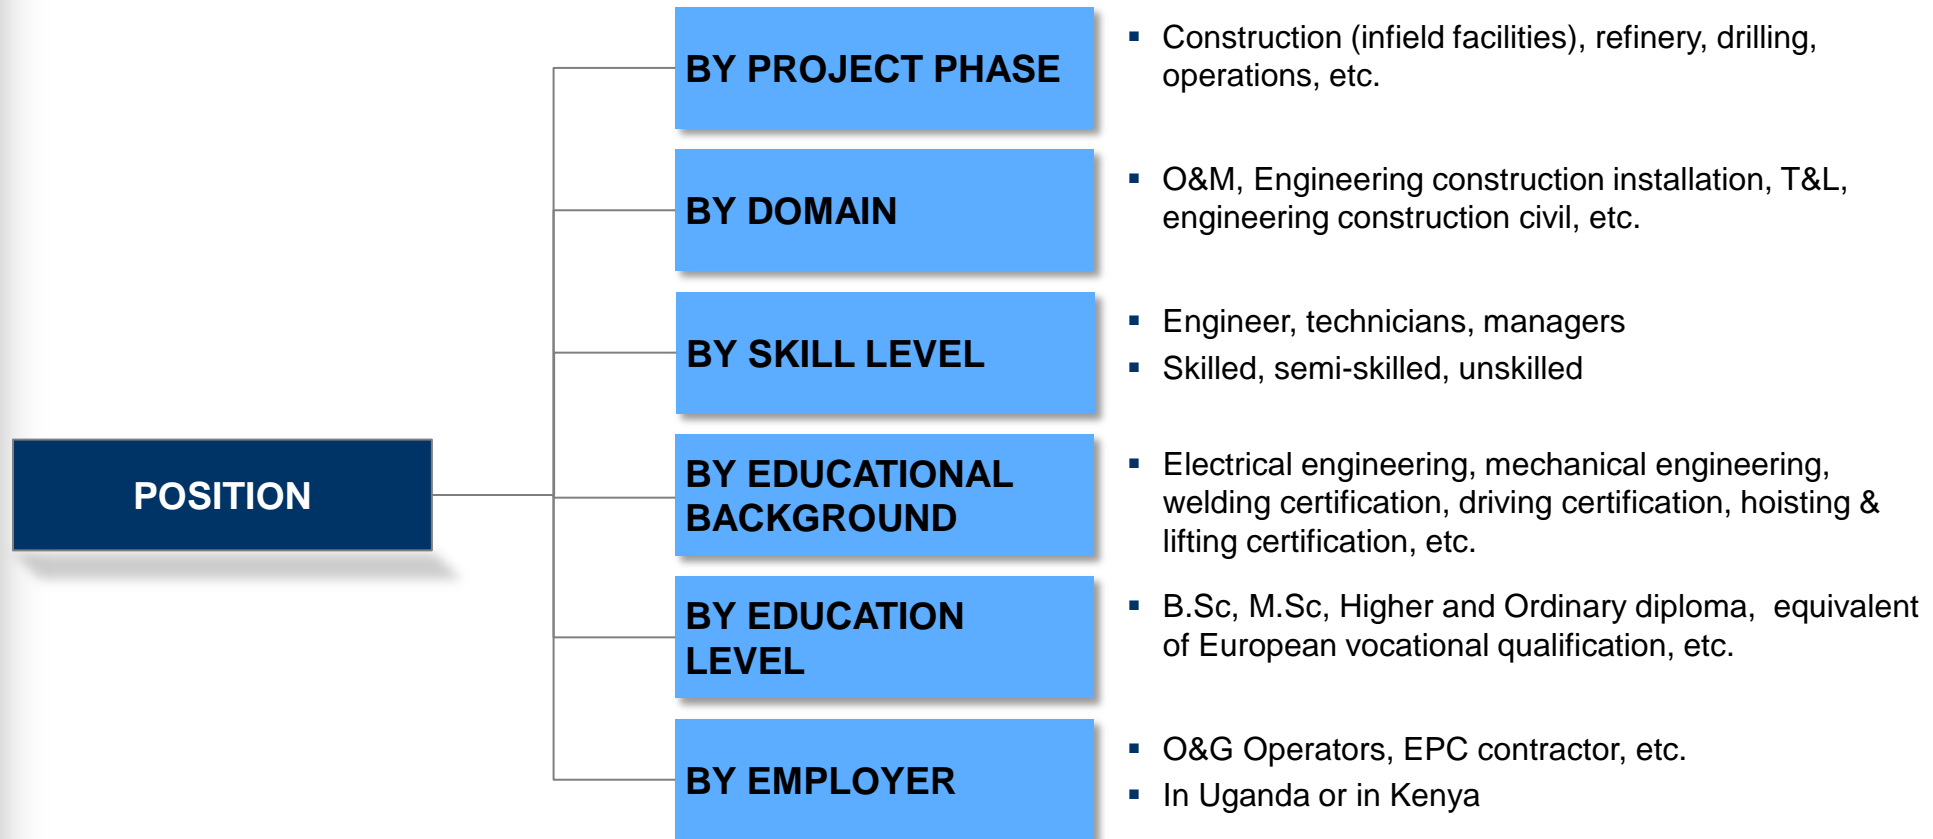 BY PROJECT PHASE
▪ Construction (infield facilities), refinery, drilling,
operations, etc.
BY DOMAIN
▪ O&M, Engineering construction installation, T&L,
engineering construction civil, etc.
BY SKILL LEVEL
▪ Engineer, technicians, managers
▪ Skilled, semi-skilled, unskilled
POSITION
BY EDUCATIONAL
BACKGROUND
▪ Electrical engineering, mechanical engineering,
welding certification, driving certification, hoisting &
lifting certification, etc.
BY EDUCATION
LEVEL
▪ B.Sc, M.Sc, Higher and Ordinary diploma,  equivalent
of European vocational qualification, etc.
BY EMPLOYER
▪ O&G Operators, EPC contractor, etc.
▪ In Uganda or in Kenya